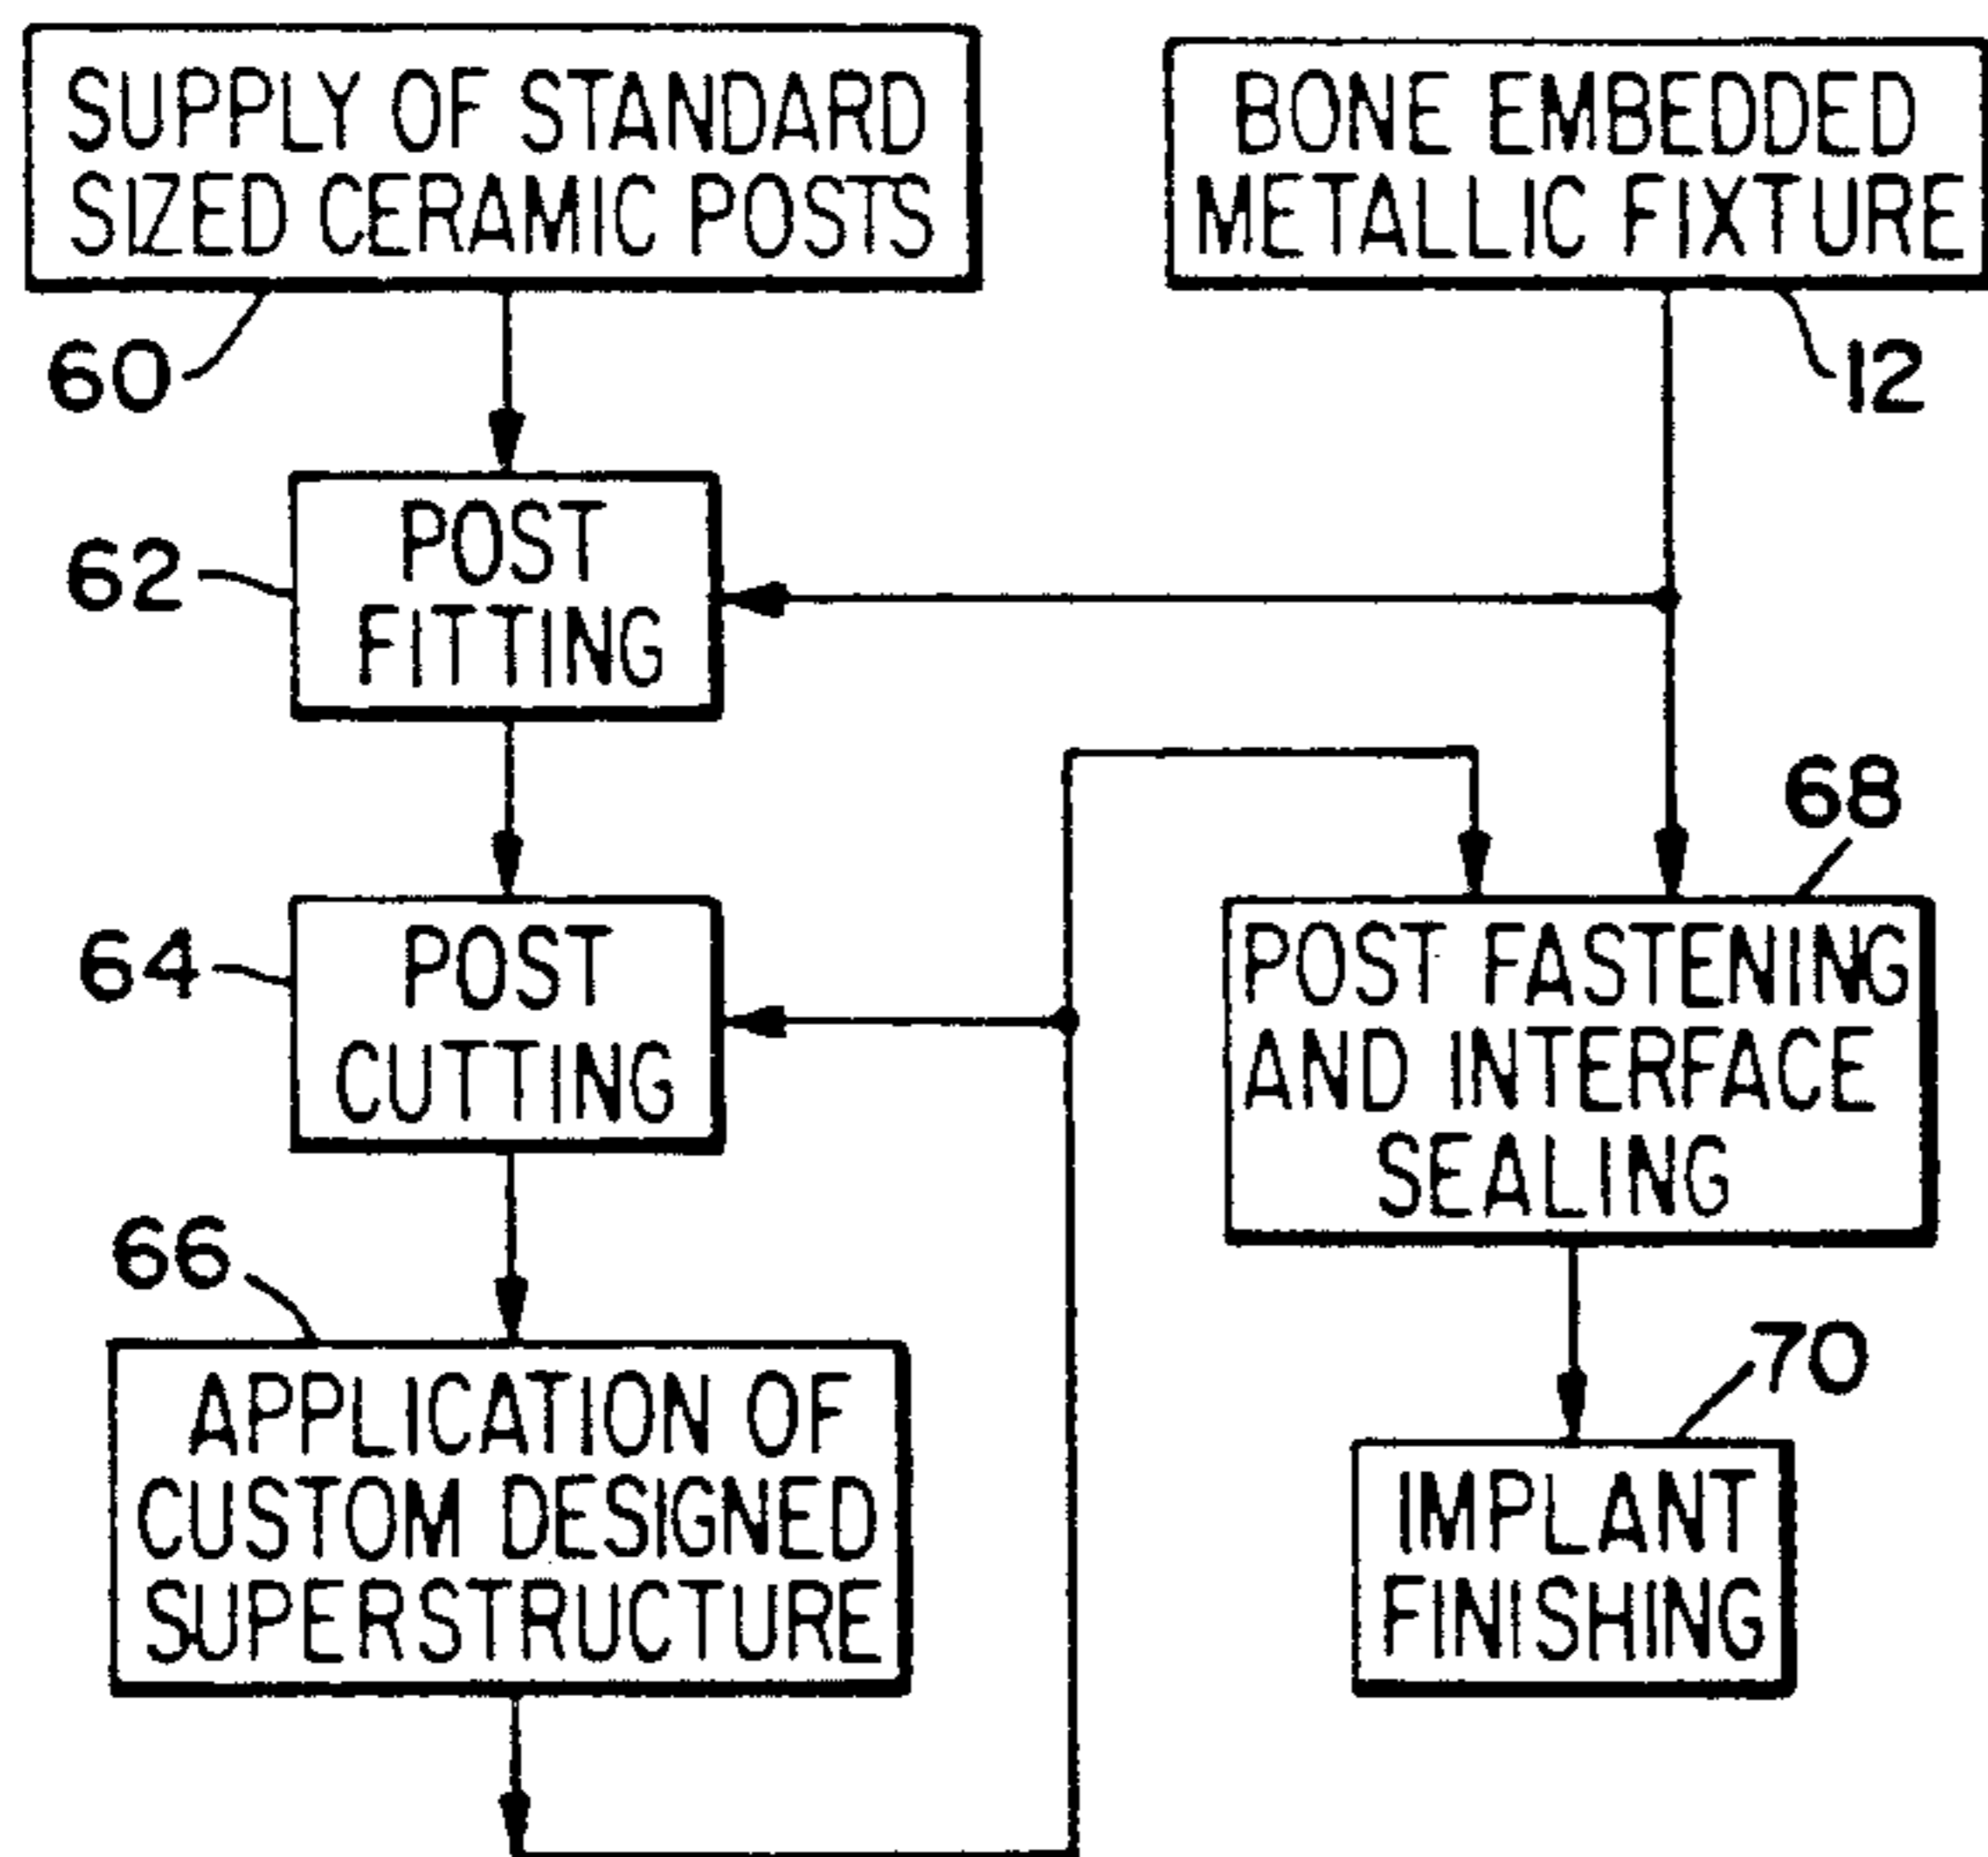 SUPPLY OF STANDARD
SIZED CERAMIC POSTS
BONE EMBEDDED
METALLIC FIXTURE
60
12
POST
FITTING
62
68
POST
CUTTING
64
POST FASTENING
AND INTERFACE
SEALING
66
APPLICATION OF
CUSTOM DESIGNED
SUPERSTRUCTURE
70
IMPLANT
FINISHING